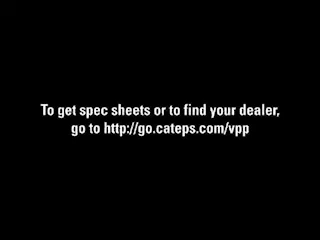 To get spec sheets or to find your dealer,
go to http://go.cateps.com/vpp